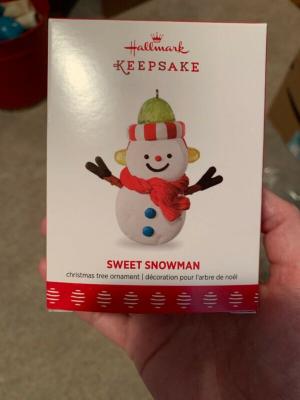 Hallmark
KEEPSAKE
SWEET SNOWMAN
christmas tree ornament | décoration pour l'arbre de noël